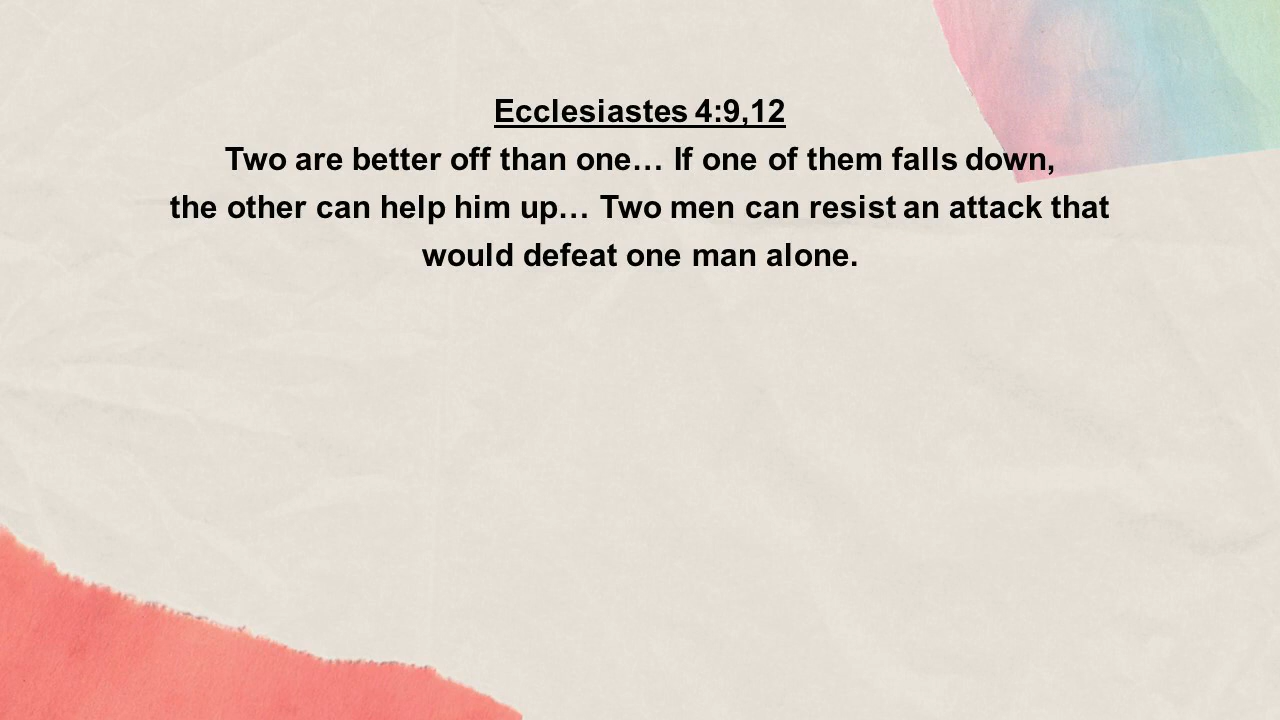 Ecclesiastes 4:9,12
Two are better off than one… If one of them falls down,
the other can help him up… Two men can resist an attack that
would defeat one man alone.